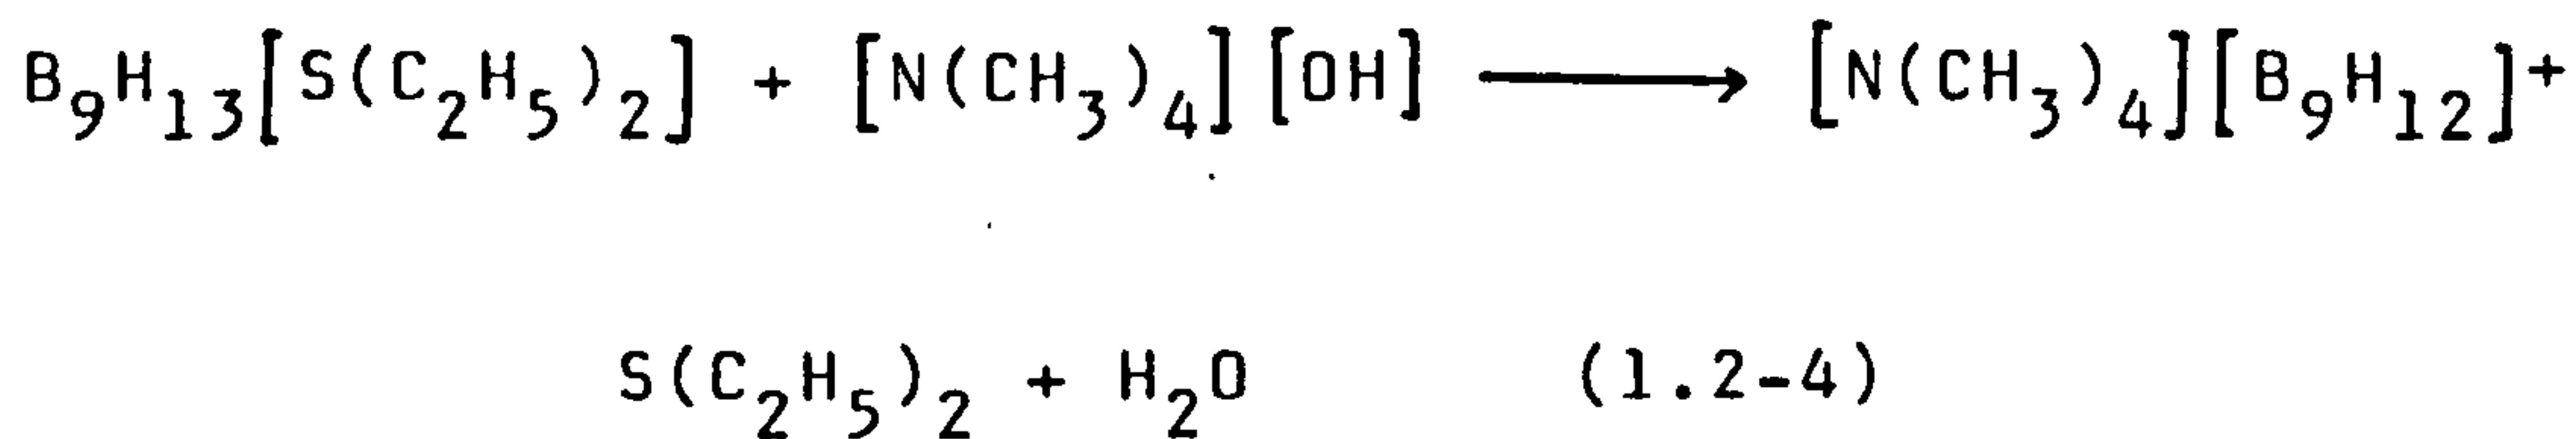 B₉H₁₃[S(C₂H₅)₂] + [N(CH₃)₄][OH] ⟶ [N(CH₃)₄][B₉H₁₂]+
S(C₂H₅)₂ + H₂O (1.2-4)